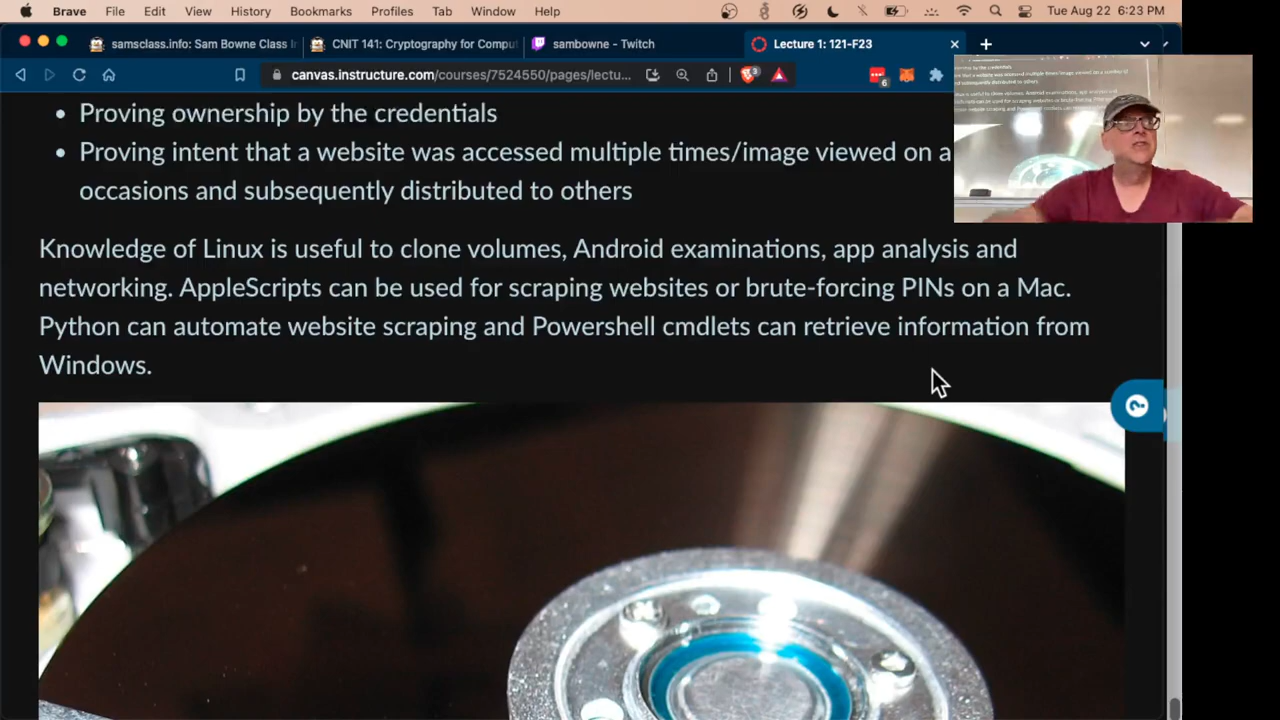 Brave File Edit View History Bookmarks Profiles Tab Window Help Tue Aug 22 6:23 PM
samsclass.info: Sam Bowne Class I CNIT 141: Cryptography for Compu sambowne - Twitch Lecture 1: 121-F23
canvas.instructure.com/courses/7524550/pages/lectu... 3 6
• Proving ownership by the credentials
• Proving intent that a website was accessed multiple times/image viewed on a
occasions and subsequently distributed to others
Knowledge of Linux is useful to clone volumes, Android examinations, app analysis and
networking. AppleScripts can be used for scraping websites or brute-forcing PINs on a Mac.
Python can automate website scraping and Powershell cmdlets can retrieve information from
Windows.